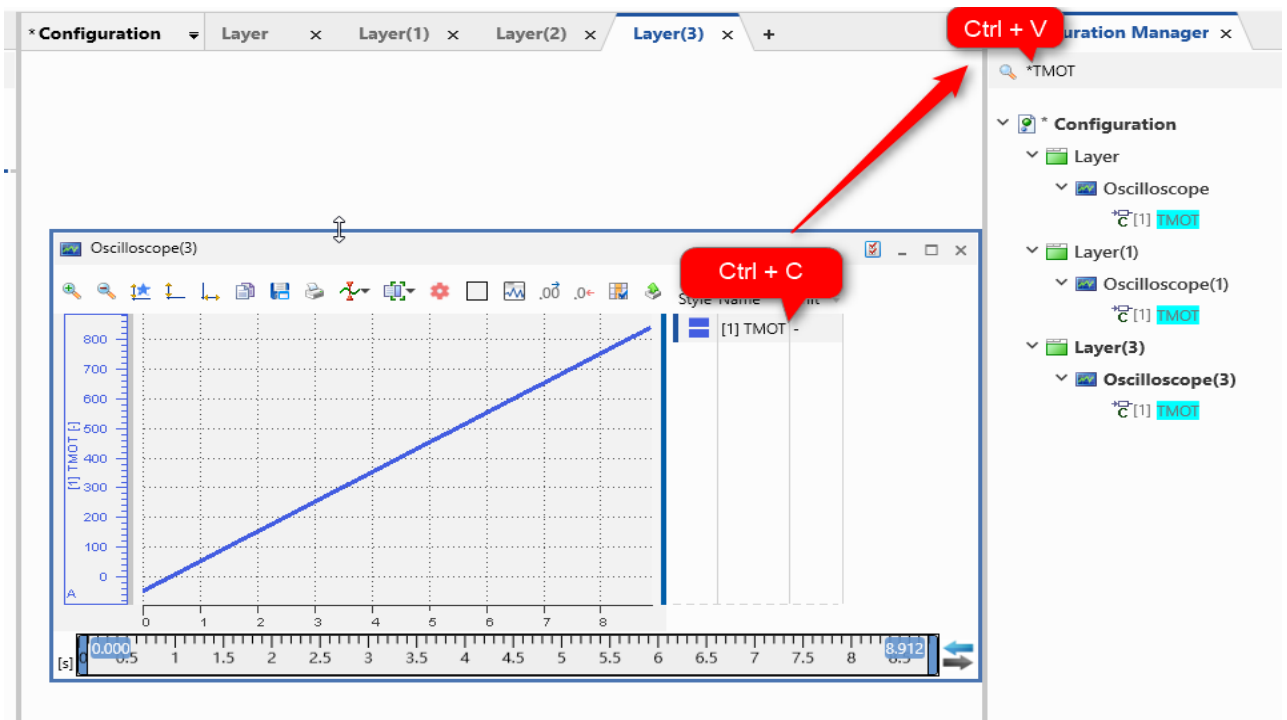 *Configuration
Layer
Layer(1)
Layer(2)
Layer(3)
+
Ctrl + V
uration Manager
*TMOT
* Configuration
Layer
Oscilloscope
[1] TMOT
Layer(1)
Oscilloscope(1)
[1] TMOT
Layer(3)
Oscilloscope(3)
[1] TMOT
Oscilloscope(3)
Ctrl + C
Style Name
[1] TMOT -
800
700
600
500
400
300
200
100
0
[1] TMOT [-]
A
0 1 2 3 4 5 6 7 8
[s]
0.000
0.5 1 1.5 2 2.5 3 3.5 4 4.5 5 5.5 6 6.5 7 7.5 8
8.912